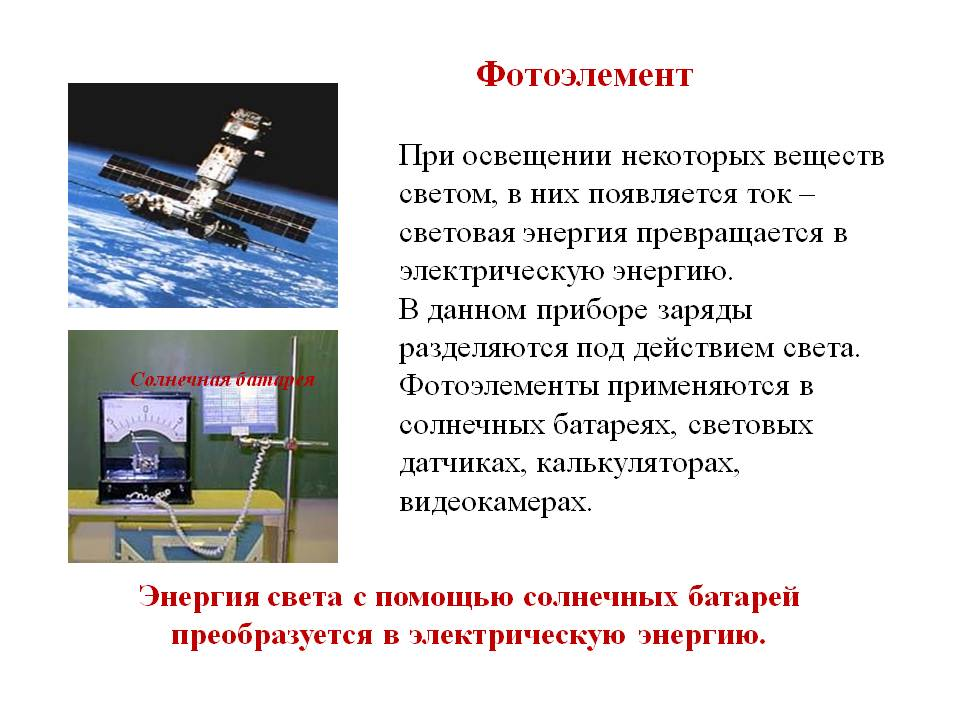 Фотоэлемент
При освещении некоторых веществ
светом, в них появляется ток –
световая энергия превращается в
электрическую энергию.
В данном приборе заряды
разделяются под действием света.
Фотоэлементы применяются в
солнечных батареях, световых
датчиках, калькуляторах,
видеокамерах.
Солнечная батарея
0
Энергия света с помощью солнечных батарей
преобразуется в электрическую энергию.